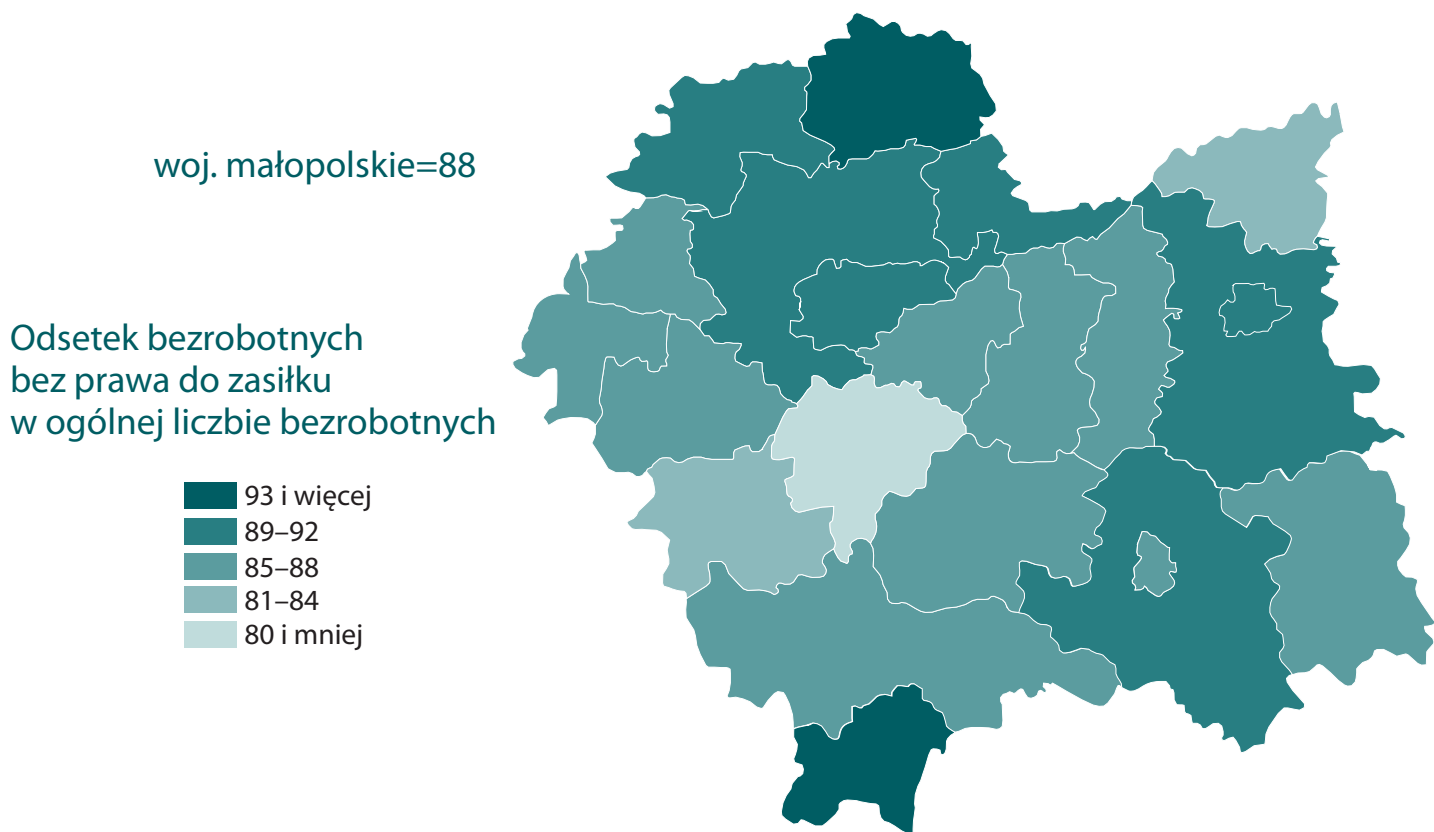 woj. małopolskie=88
Odsetek bezrobotnych
bez prawa do zasiłku
w ogólnej liczbie bezrobotnych
93 i więcej
89–92
85–88
81–84
80 i mniej